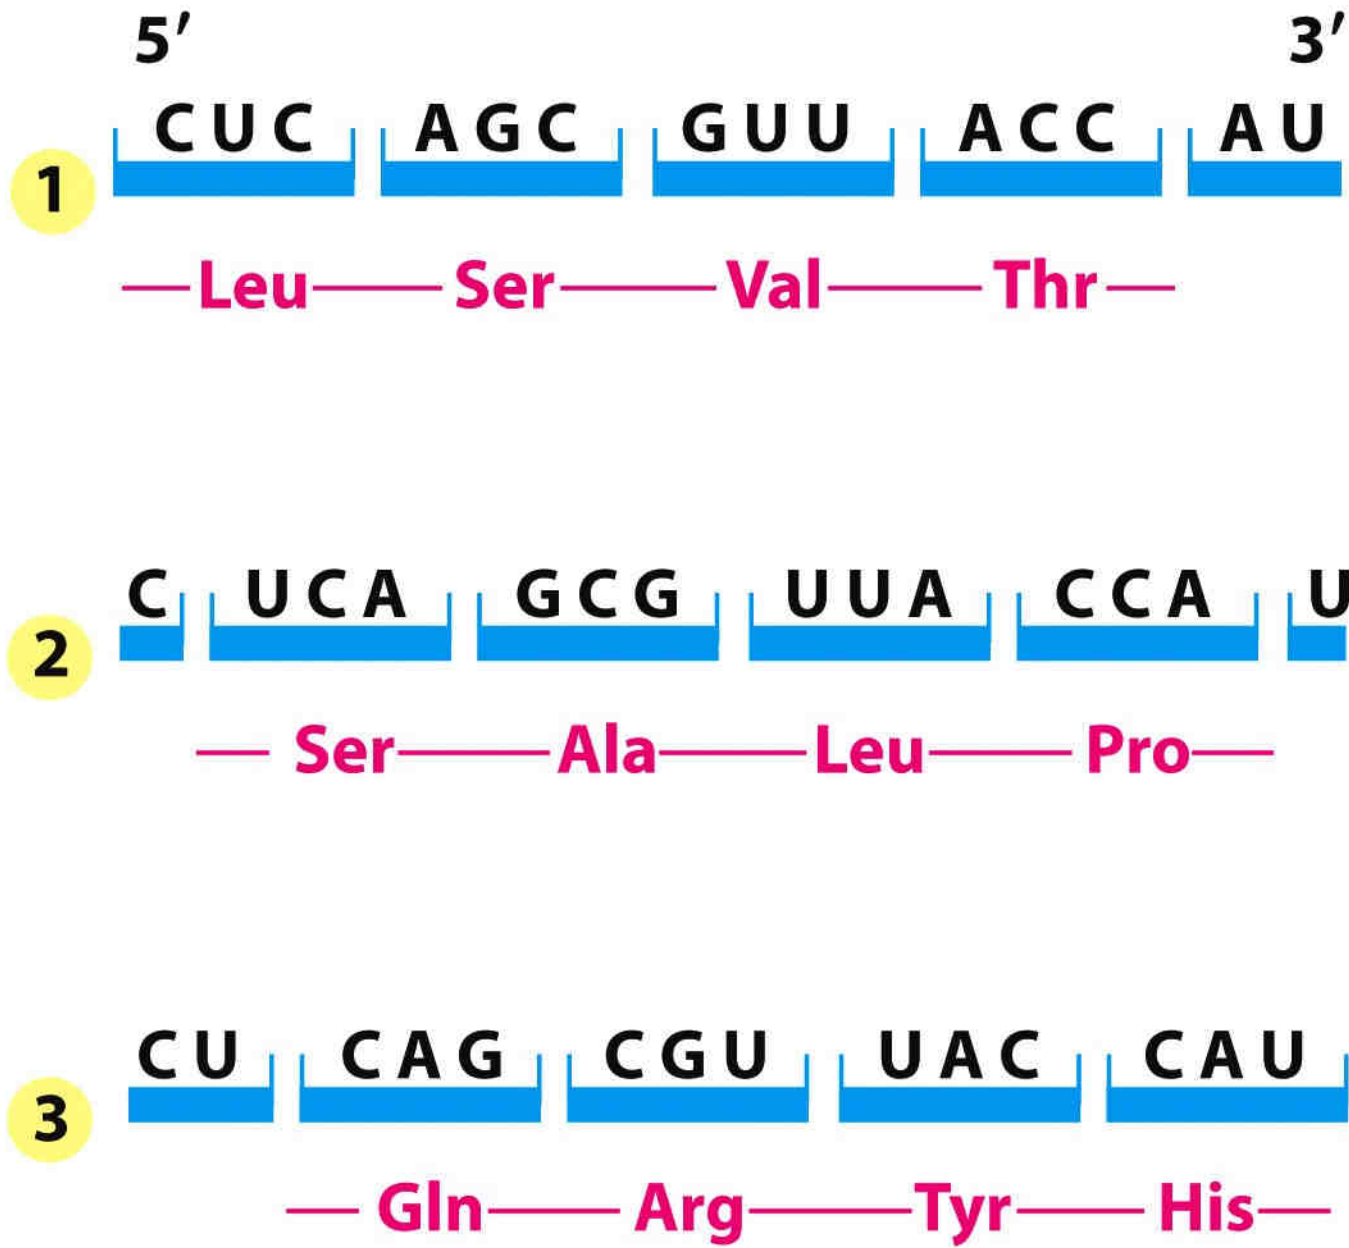 5′ 3′
CUC AGC GUU ACC AU
1
Leu Ser Val Thr
C UCA GCG UUA CCA U
2
Ser Ala Leu Pro
CU CAG CGU UAC CAU
3
Gln Arg Tyr His